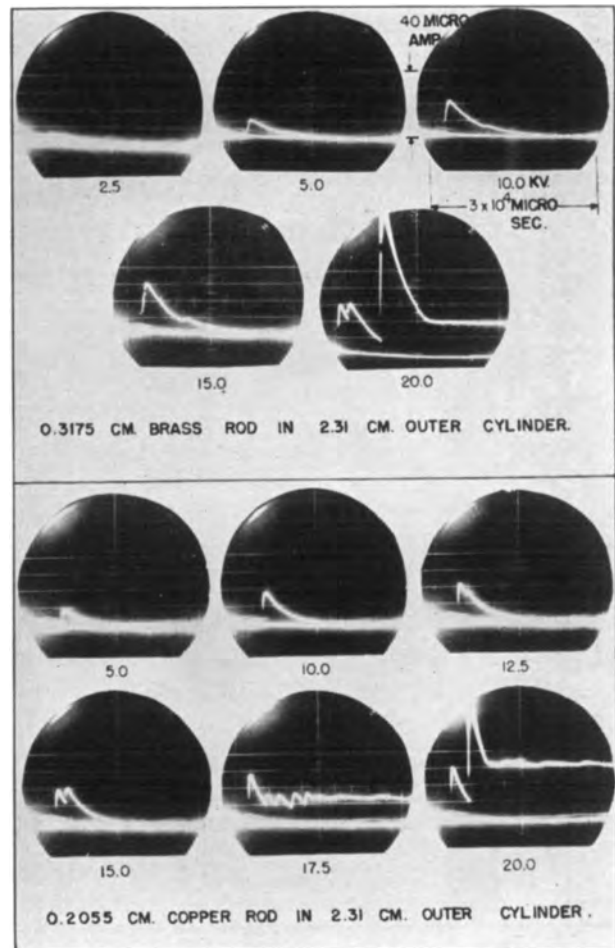 40 MICRO
AMP.
2.5
5.0
10.0 KV.
3 x 10⁴ MICRO
SEC.
15.0
20.0
0.3175 CM. BRASS ROD IN 2.31 CM. OUTER CYLINDER.
5.0
10.0
12.5
15.0
17.5
20.0
0.2055 CM. COPPER ROD IN 2.31 CM. OUTER CYLINDER.